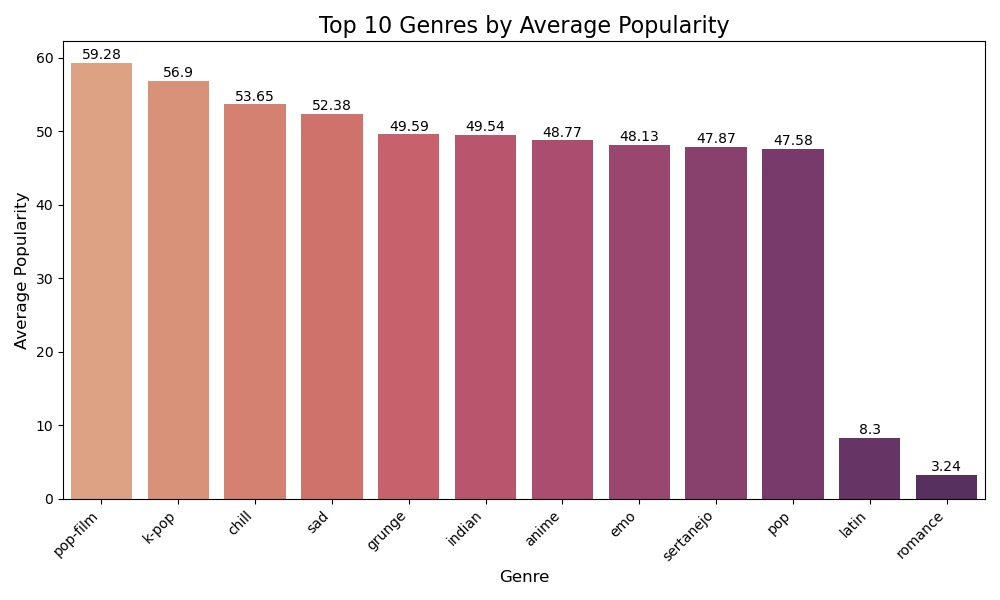 Top 10 Genres by Average Popularity
Average Popularity
60
50
40
30
20
10
0
59.28
56.9
53.65
52.38
49.59
49.54
48.77
48.13
47.87
47.58
8.3
3.24
pop-film
k-pop
chill
sad
grunge
indian
anime
emo
sertanejo
pop
latin
romance
Genre